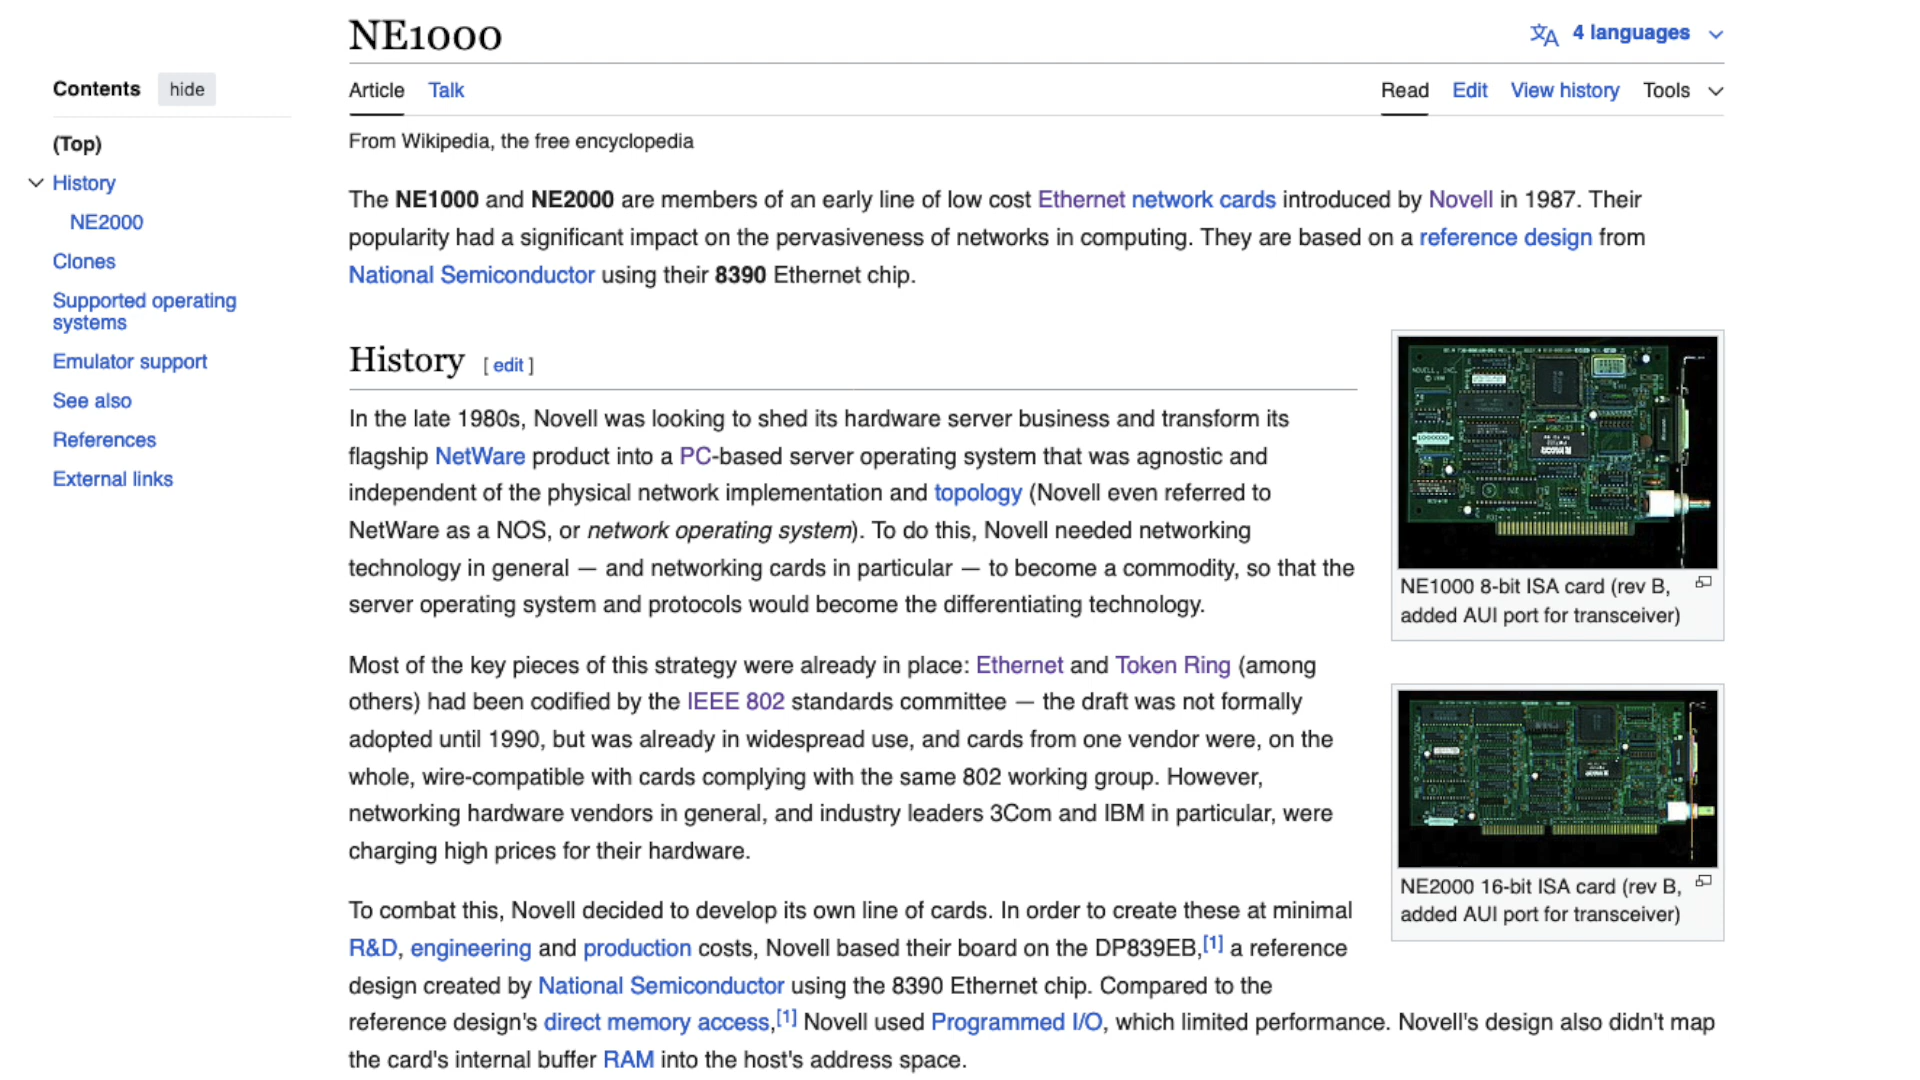 NE1000
4 languages
Contents hide
Article Talk
Read Edit View history Tools
(Top)
History
NE2000
Clones
Supported operating
systems
Emulator support
See also
References
External links
From Wikipedia, the free encyclopedia
The NE1000 and NE2000 are members of an early line of low cost Ethernet network cards introduced by Novell in 1987. Their
popularity had a significant impact on the pervasiveness of networks in computing. They are based on a reference design from
National Semiconductor using their 8390 Ethernet chip.
History [ edit ]
In the late 1980s, Novell was looking to shed its hardware server business and transform its
flagship NetWare product into a PC-based server operating system that was agnostic and
independent of the physical network implementation and topology (Novell even referred to
NetWare as a NOS, or network operating system). To do this, Novell needed networking
technology in general — and networking cards in particular — to become a commodity, so that the
server operating system and protocols would become the differentiating technology.
Most of the key pieces of this strategy were already in place: Ethernet and Token Ring (among
others) had been codified by the IEEE 802 standards committee — the draft was not formally
adopted until 1990, but was already in widespread use, and cards from one vendor were, on the
whole, wire-compatible with cards complying with the same 802 working group. However,
networking hardware vendors in general, and industry leaders 3Com and IBM in particular, were
charging high prices for their hardware.
To combat this, Novell decided to develop its own line of cards. In order to create these at minimal
R&D, engineering and production costs, Novell based their board on the DP839EB,[1] a reference
design created by National Semiconductor using the 8390 Ethernet chip. Compared to the
reference design's direct memory access,[1] Novell used Programmed I/O, which limited performance. Novell's design also didn't map
the card's internal buffer RAM into the host's address space.
NOVELL, INC.
NE1000 8-bit ISA card (rev B,
added AUI port for transceiver)
NE2000 16-bit ISA card (rev B,
added AUI port for transceiver)